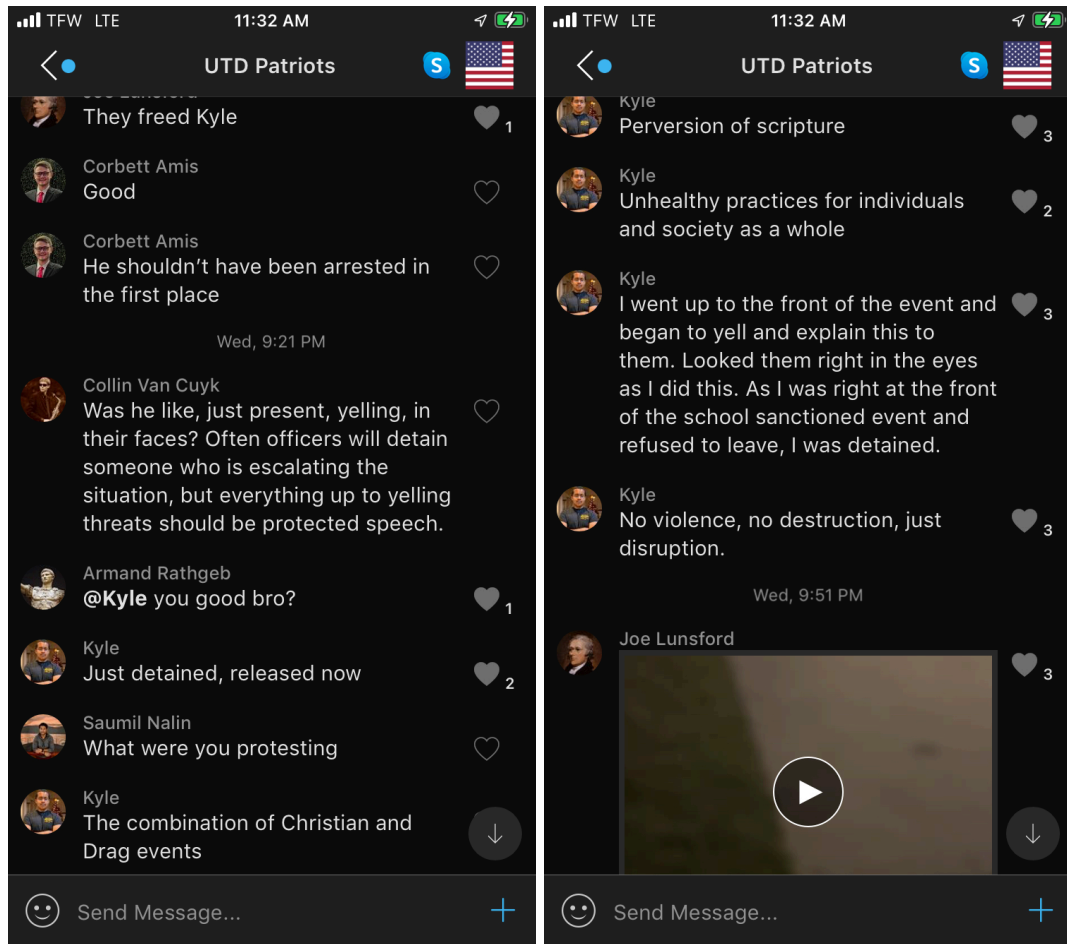 TFW LTE
11:32 AM
UTD Patriots
S
They freed Kyle
1
Corbett Amis
Good
Corbett Amis
He shouldn’t have been arrested in
the first place
Wed, 9:21 PM
Collin Van Cuyk
Was he like, just present, yelling, in
their faces? Often officers will detain
someone who is escalating the
situation, but everything up to yelling
threats should be protected speech.
Armand Rathgeb
@Kyle you good bro?
1
Kyle
Just detained, released now
2
Saumil Nalin
What were you protesting
Kyle
The combination of Christian and
Drag events
Send Message...
TFW LTE
11:32 AM
UTD Patriots
S
Kyle
Perversion of scripture
3
Kyle
Unhealthy practices for individuals
and society as a whole
2
Kyle
I went up to the front of the event and
began to yell and explain this to
them. Looked them right in the eyes
as I did this. As I was right at the front
of the school sanctioned event and
refused to leave, I was detained.
3
Kyle
No violence, no destruction, just
disruption.
3
Wed, 9:51 PM
Joe Lunsford
3
Send Message...